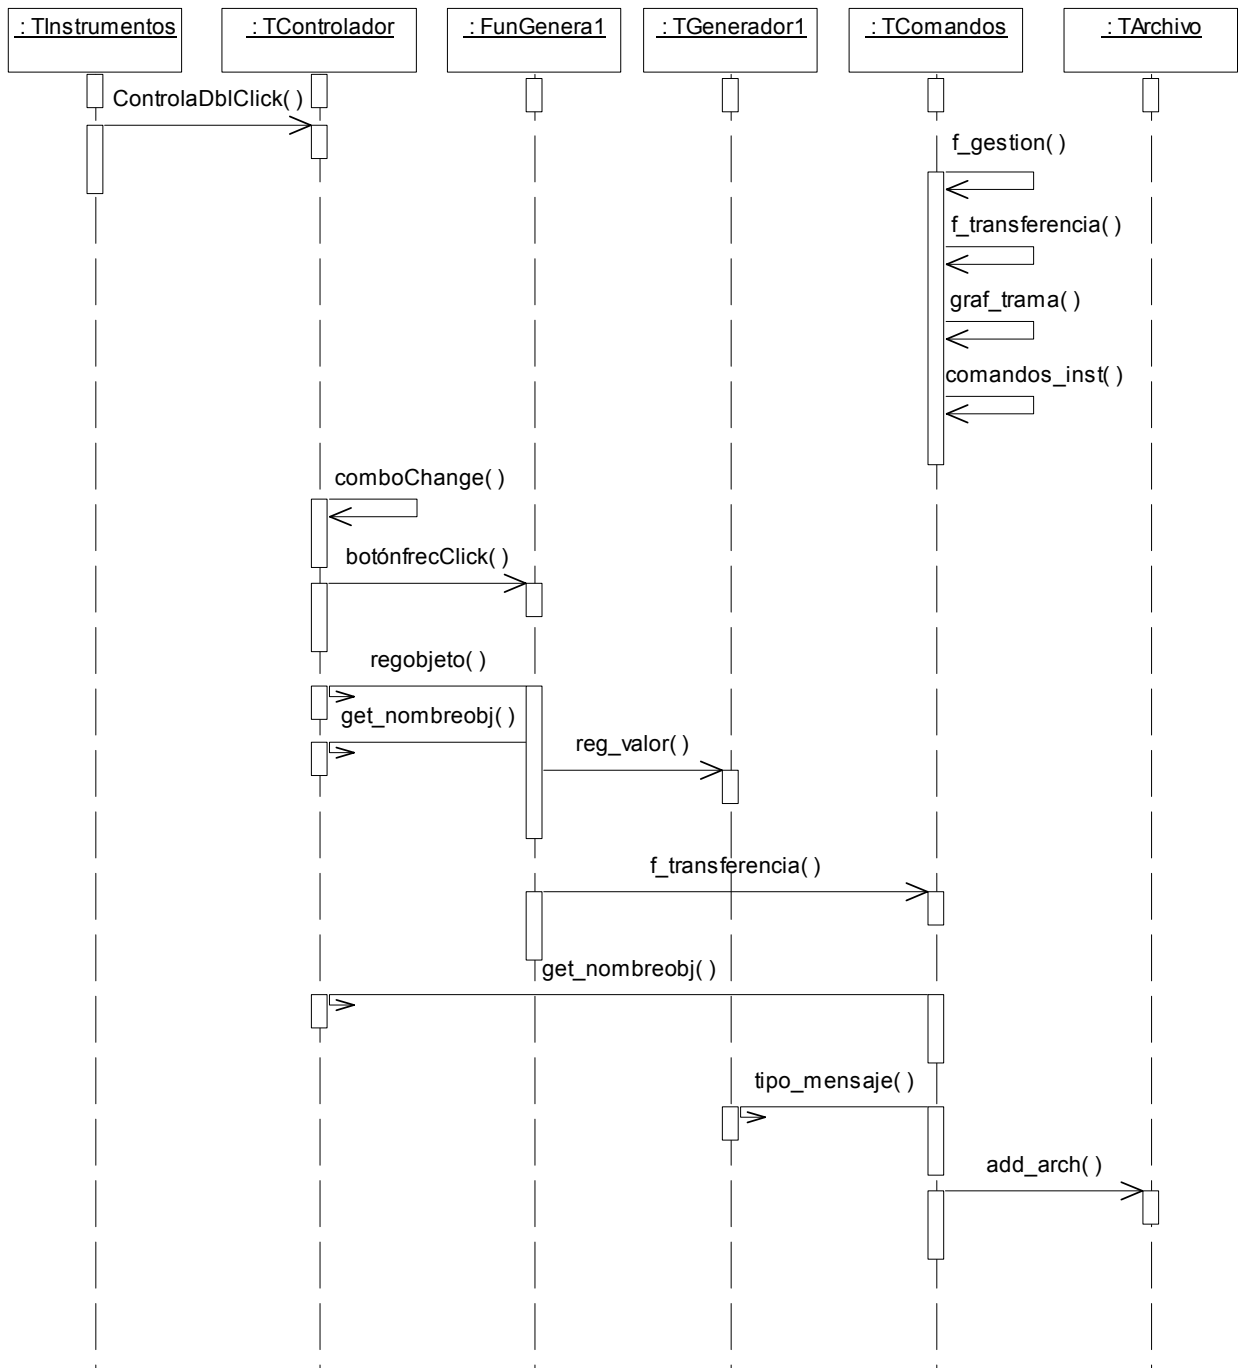 : TInstrumentos
: TControlador
: FunGenera1
: TGenerador1
: TComandos
: TArchivo
ControlaDblClick( )
f_gestion( )
f_transferencia( )
graf_trama( )
comandos_inst( )
comboChange( )
botónfrecClick( )
regobjeto( )
get_nombreobj( )
reg_valor( )
f_transferencia( )
get_nombreobj( )
tipo_mensaje( )
add_arch( )